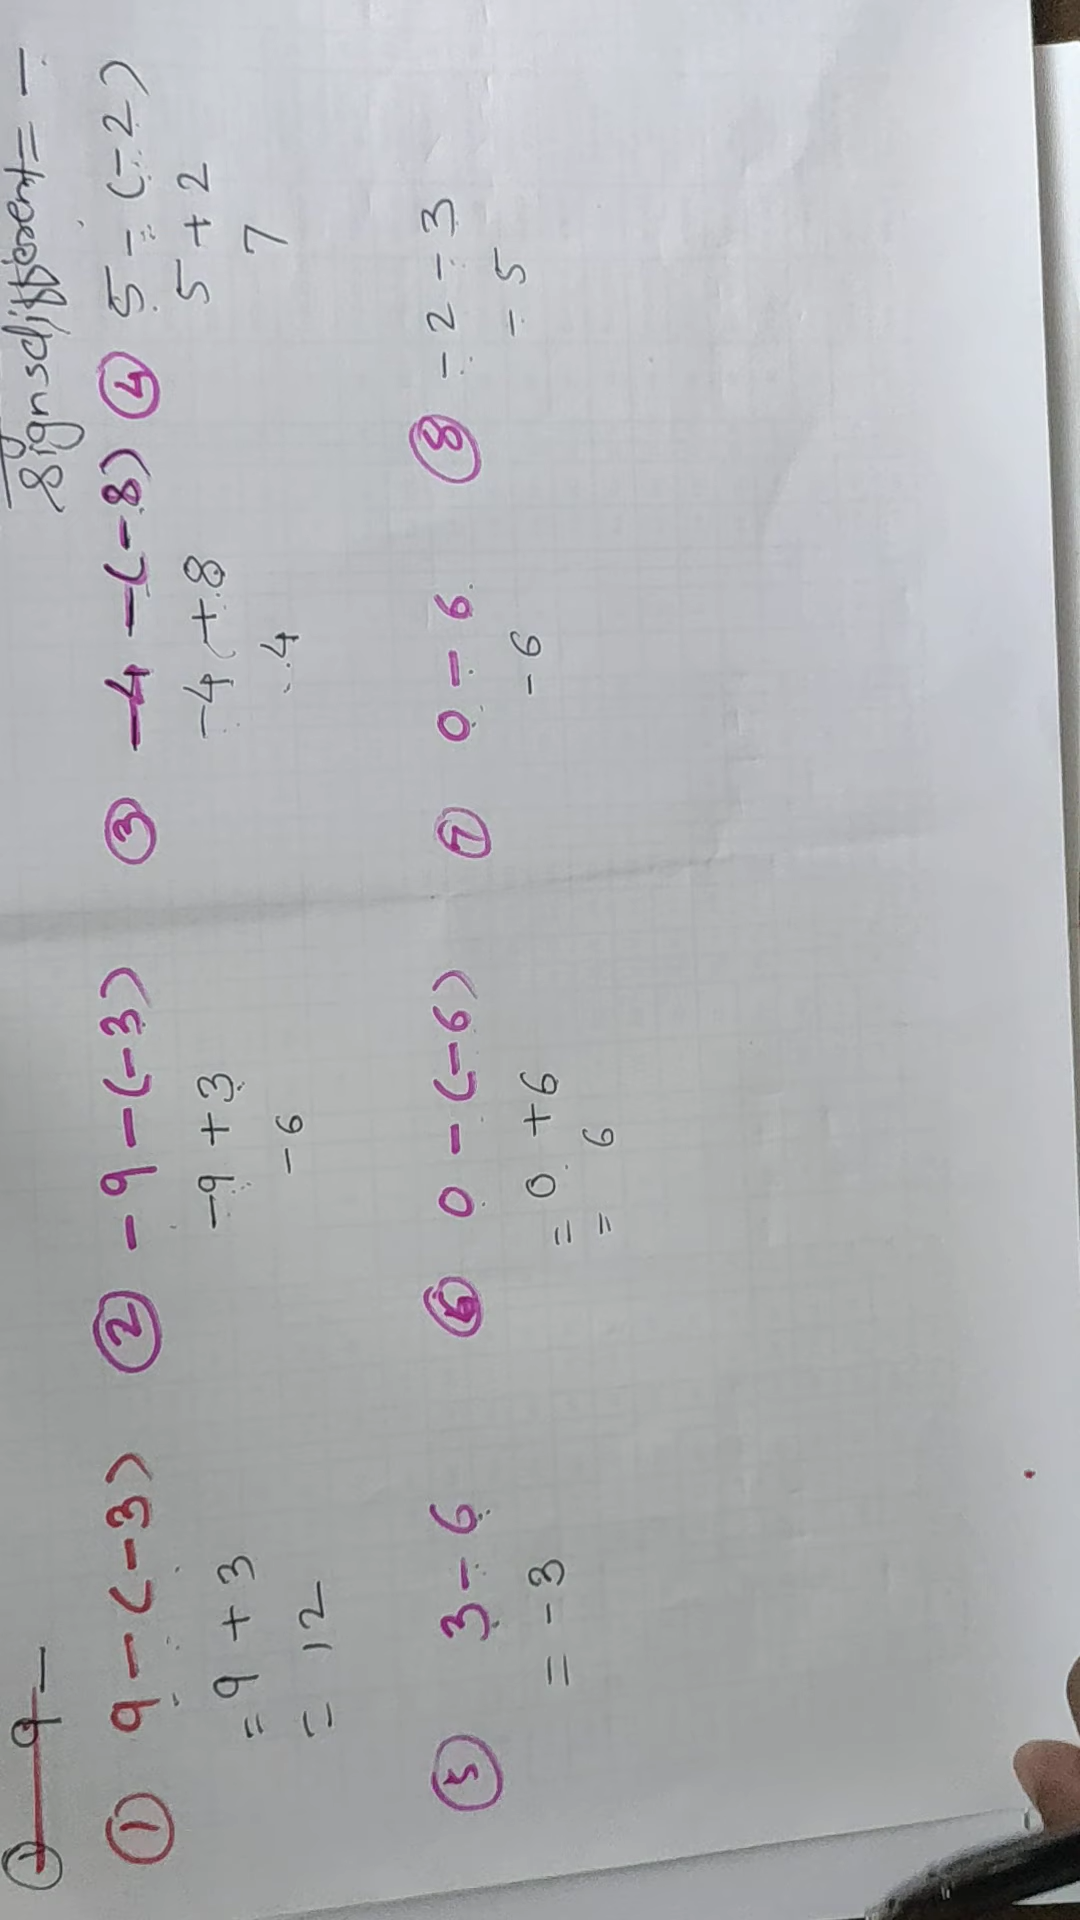 signs different = -
① 9 -
① 9 - (-3)
= 9 + 3
= 12
② - 9 - (-3)
-9 + 3
- 6
③ -4 - (-8)
-4 + 8
4
④ 5 - (-2)
5 + 2
7
⑤ 3 - 6
= - 3
⑥ 0 - (-6)
= 0 + 6
= 6
⑦ 0 - 6
- 6
⑧ - 2 - 3
- 5